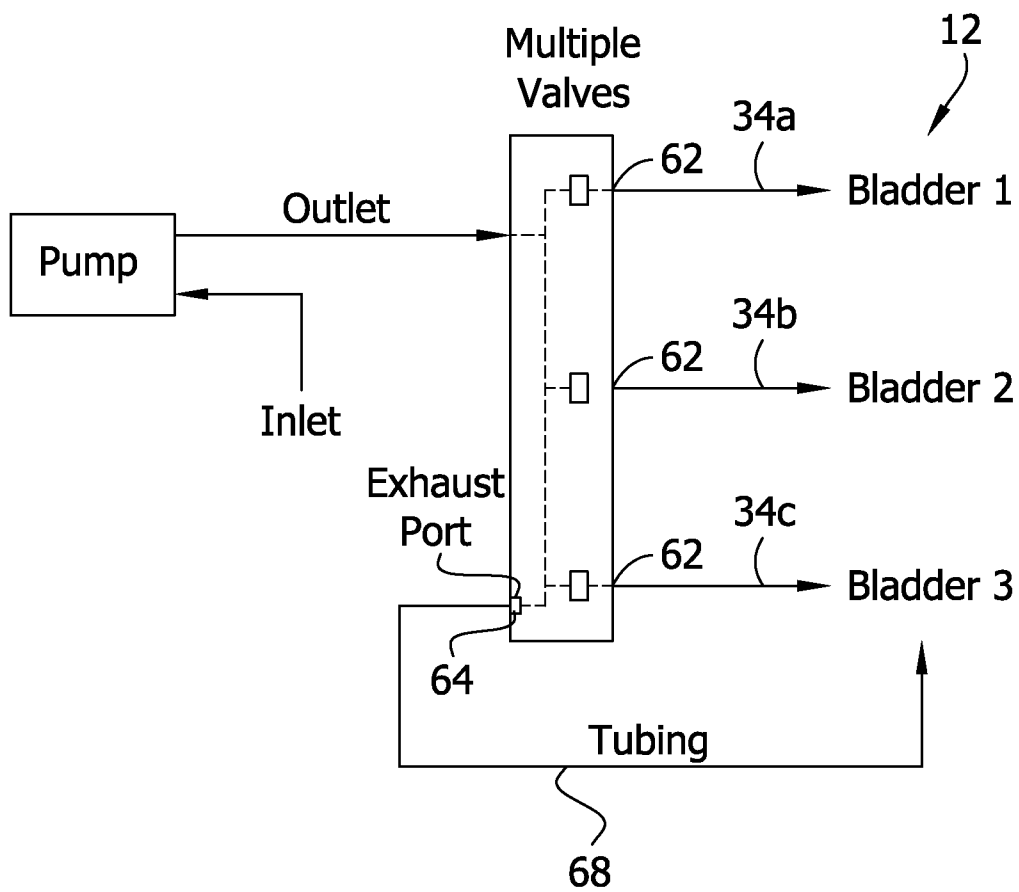 12
Multiple
Valves
62
34a
Bladder 1
Outlet
Pump
62
34b
Bladder 2
Inlet
Exhaust
Port
62
34c
Bladder 3
64
Tubing
68